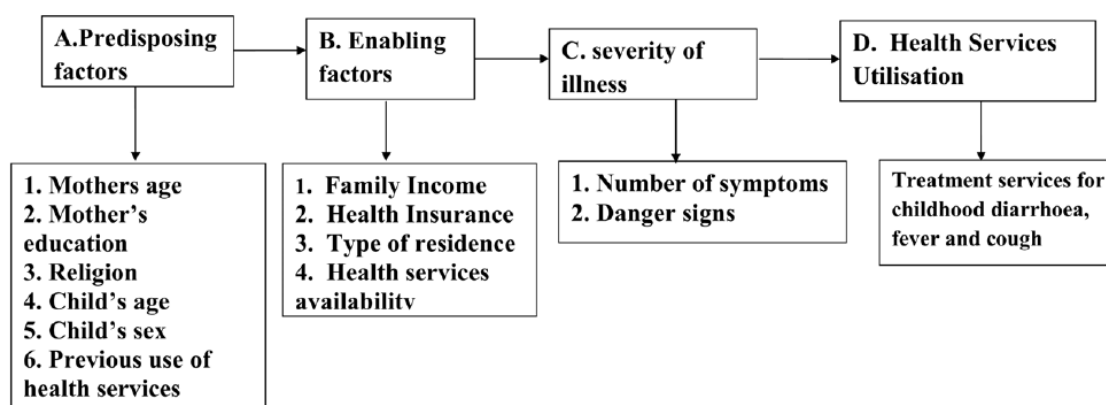 A.Predisposing
factors
B. Enabling
factors
C. severity of
illness
D. Health Services
Utilisation
1. Mothers age
2. Mother’s
education
3. Religion
4. Child’s age
5. Child’s sex
6. Previous use of
health services
1. Family Income
2. Health Insurance
3. Type of residence
4. Health services
availability
1. Number of symptoms
2. Danger signs
Treatment services for
childhood diarrhoea,
fever and cough